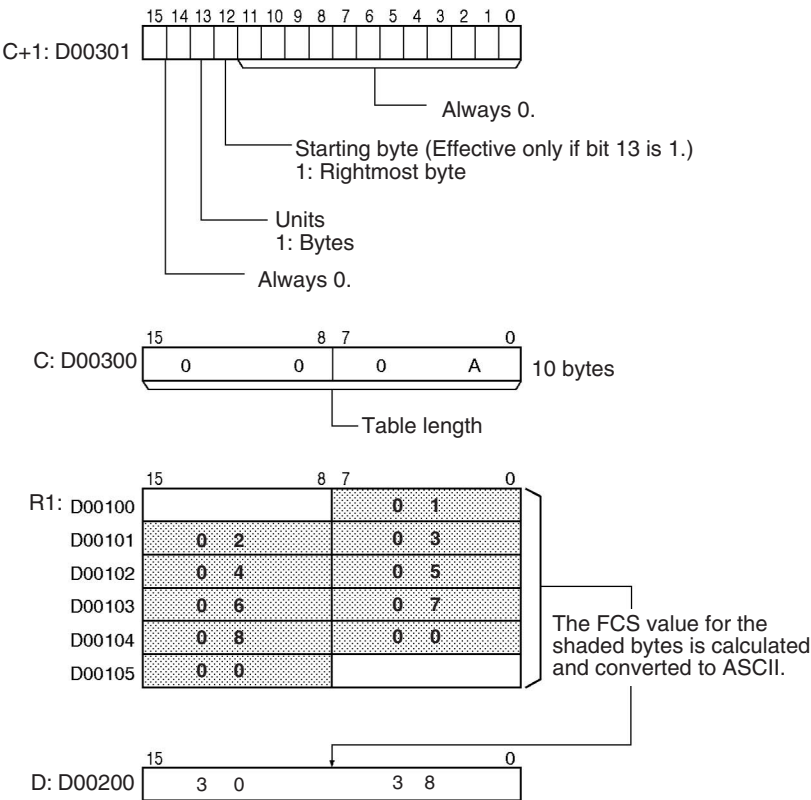 15 14 13 12 11 10 9 8 7 6 5 4 3 2 1 0
C+1: D00301
Always 0.
Starting byte (Effective only if bit 13 is 1.)
1: Rightmost byte
Units
1: Bytes
Always 0.
15 8 7 0
C: D00300 0 0 0 A 10 bytes
Table length
15 8 7 0
R1: D00100 0 1
D00101 0 2 0 3
D00102 0 4 0 5
D00103 0 6 0 7
D00104 0 8 0 0
D00105 0 0
The FCS value for the
shaded bytes is calculated
and converted to ASCII.
15 0
D: D00200 3 0 3 8